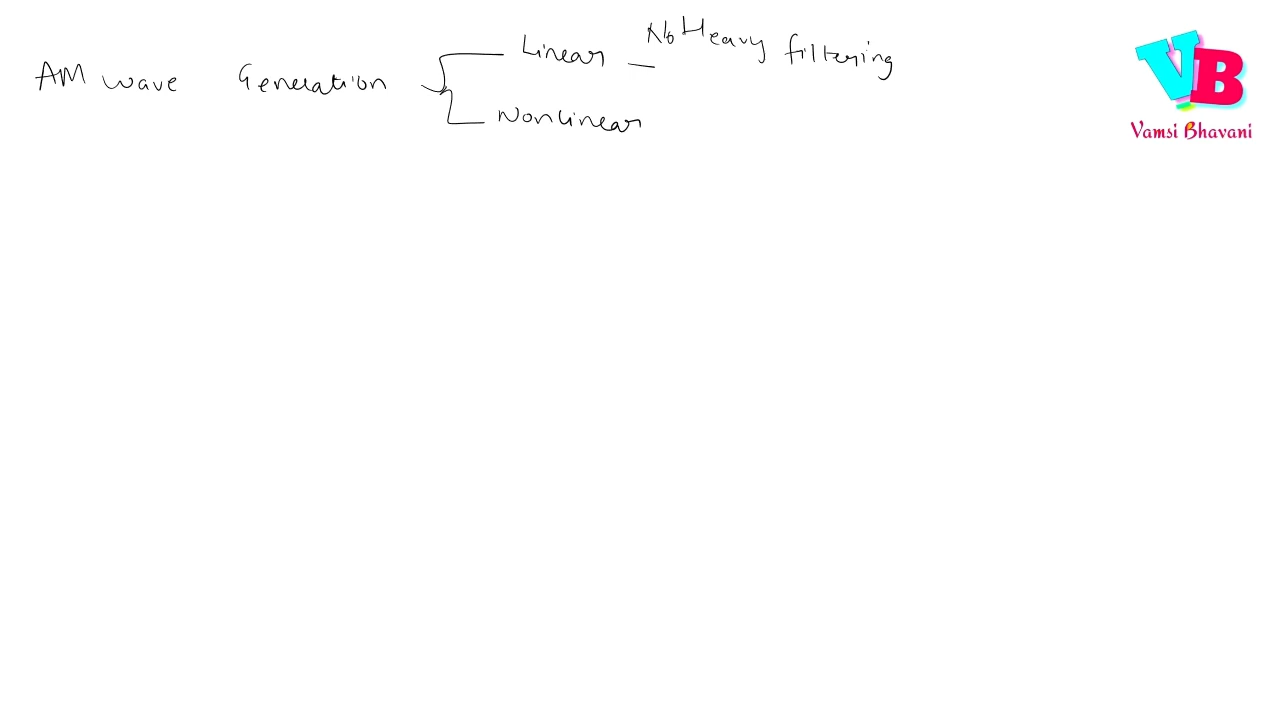 AM wave Generation
Linear – No Heavy filtering
Nonlinear
VB
Vamsi Bhavani